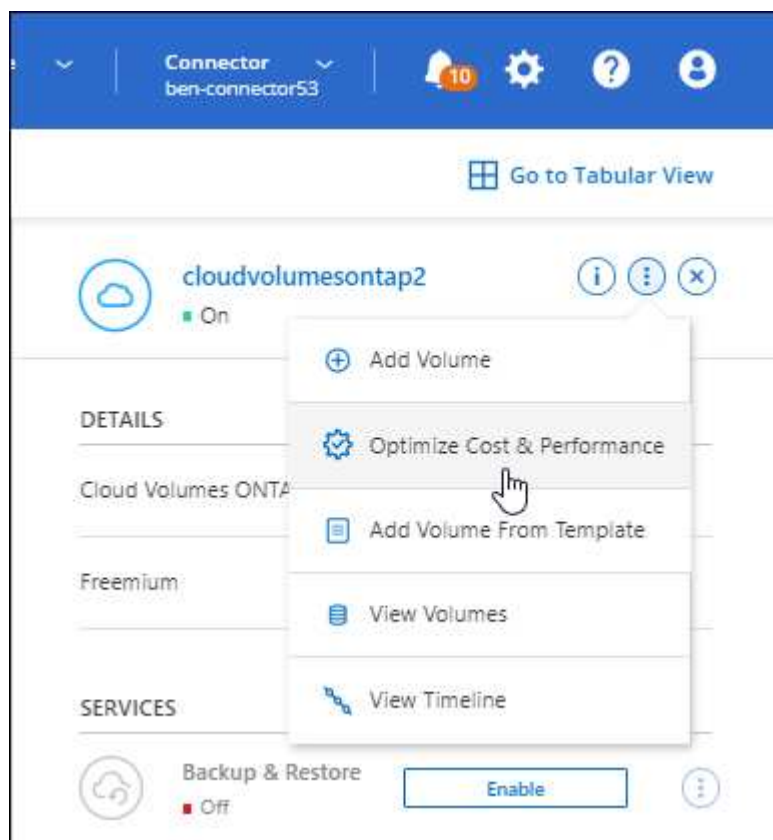 Connector
ben-connector53
10
Go to Tabular View
cloudvolumesontap2
On
Add Volume
DETAILS
Optimize Cost & Performance
Cloud Volumes ONTA
Add Volume From Template
Freemium
View Volumes
View Timeline
SERVICES
Backup & Restore
Enable
Off